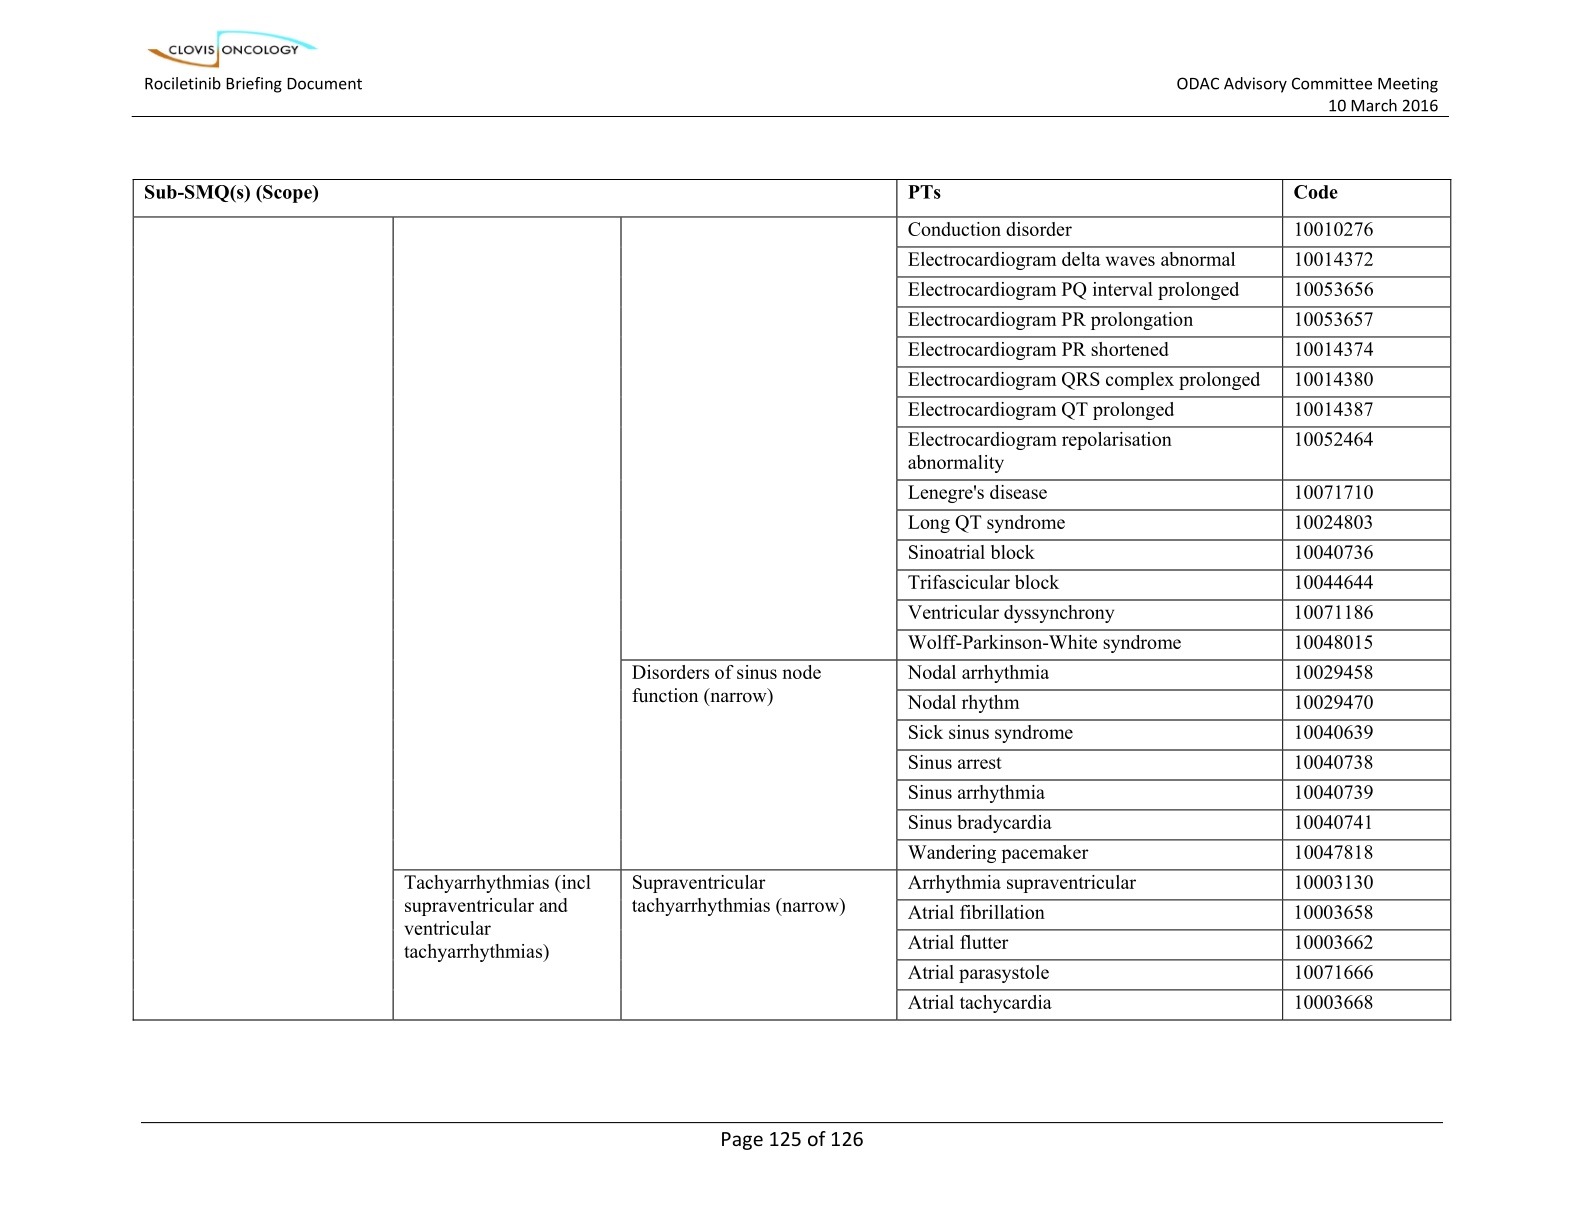 CLOVIS ONCOLOGY
Rociletinib Briefing Document
ODAC Advisory Committee Meeting
10 March 2016
Sub-SMQ(s) (Scope) PTs Code
Conduction disorder 10010276
Electrocardiogram delta waves abnormal 10014372
Electrocardiogram PQ interval prolonged 10053656
Electrocardiogram PR prolongation 10053657
Electrocardiogram PR shortened 10014374
Electrocardiogram QRS complex prolonged 10014380
Electrocardiogram QT prolonged 10014387
Electrocardiogram repolarisation 10052464
abnormality
Lenegre's disease 10071710
Long QT syndrome 10024803
Sinoatrial block 10040736
Trifascicular block 10044644
Ventricular dyssynchrony 10071186
Wolff-Parkinson-White syndrome 10048015
Disorders of sinus node
function (narrow)
Nodal arrhythmia 10029458
Nodal rhythm 10029470
Sick sinus syndrome 10040639
Sinus arrest 10040738
Sinus arrhythmia 10040739
Sinus bradycardia 10040741
Wandering pacemaker 10047818
Tachyarrhythmias (incl
supraventricular and
ventricular
tachyarrhythmias)
Supraventricular
tachyarrhythmias (narrow)
Arrhythmia supraventricular 10003130
Atrial fibrillation 10003658
Atrial flutter 10003662
Atrial parasystole 10071666
Atrial tachycardia 10003668
Page 125 of 126